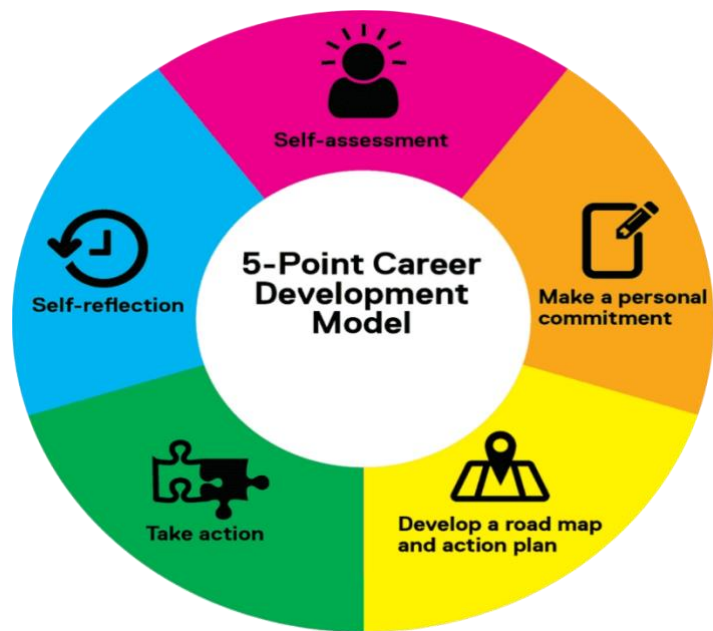 Self-assessment
5-Point Career
Development
Model
Make a personal
commitment
Develop a road map
and action plan
Take action
Self-reflection